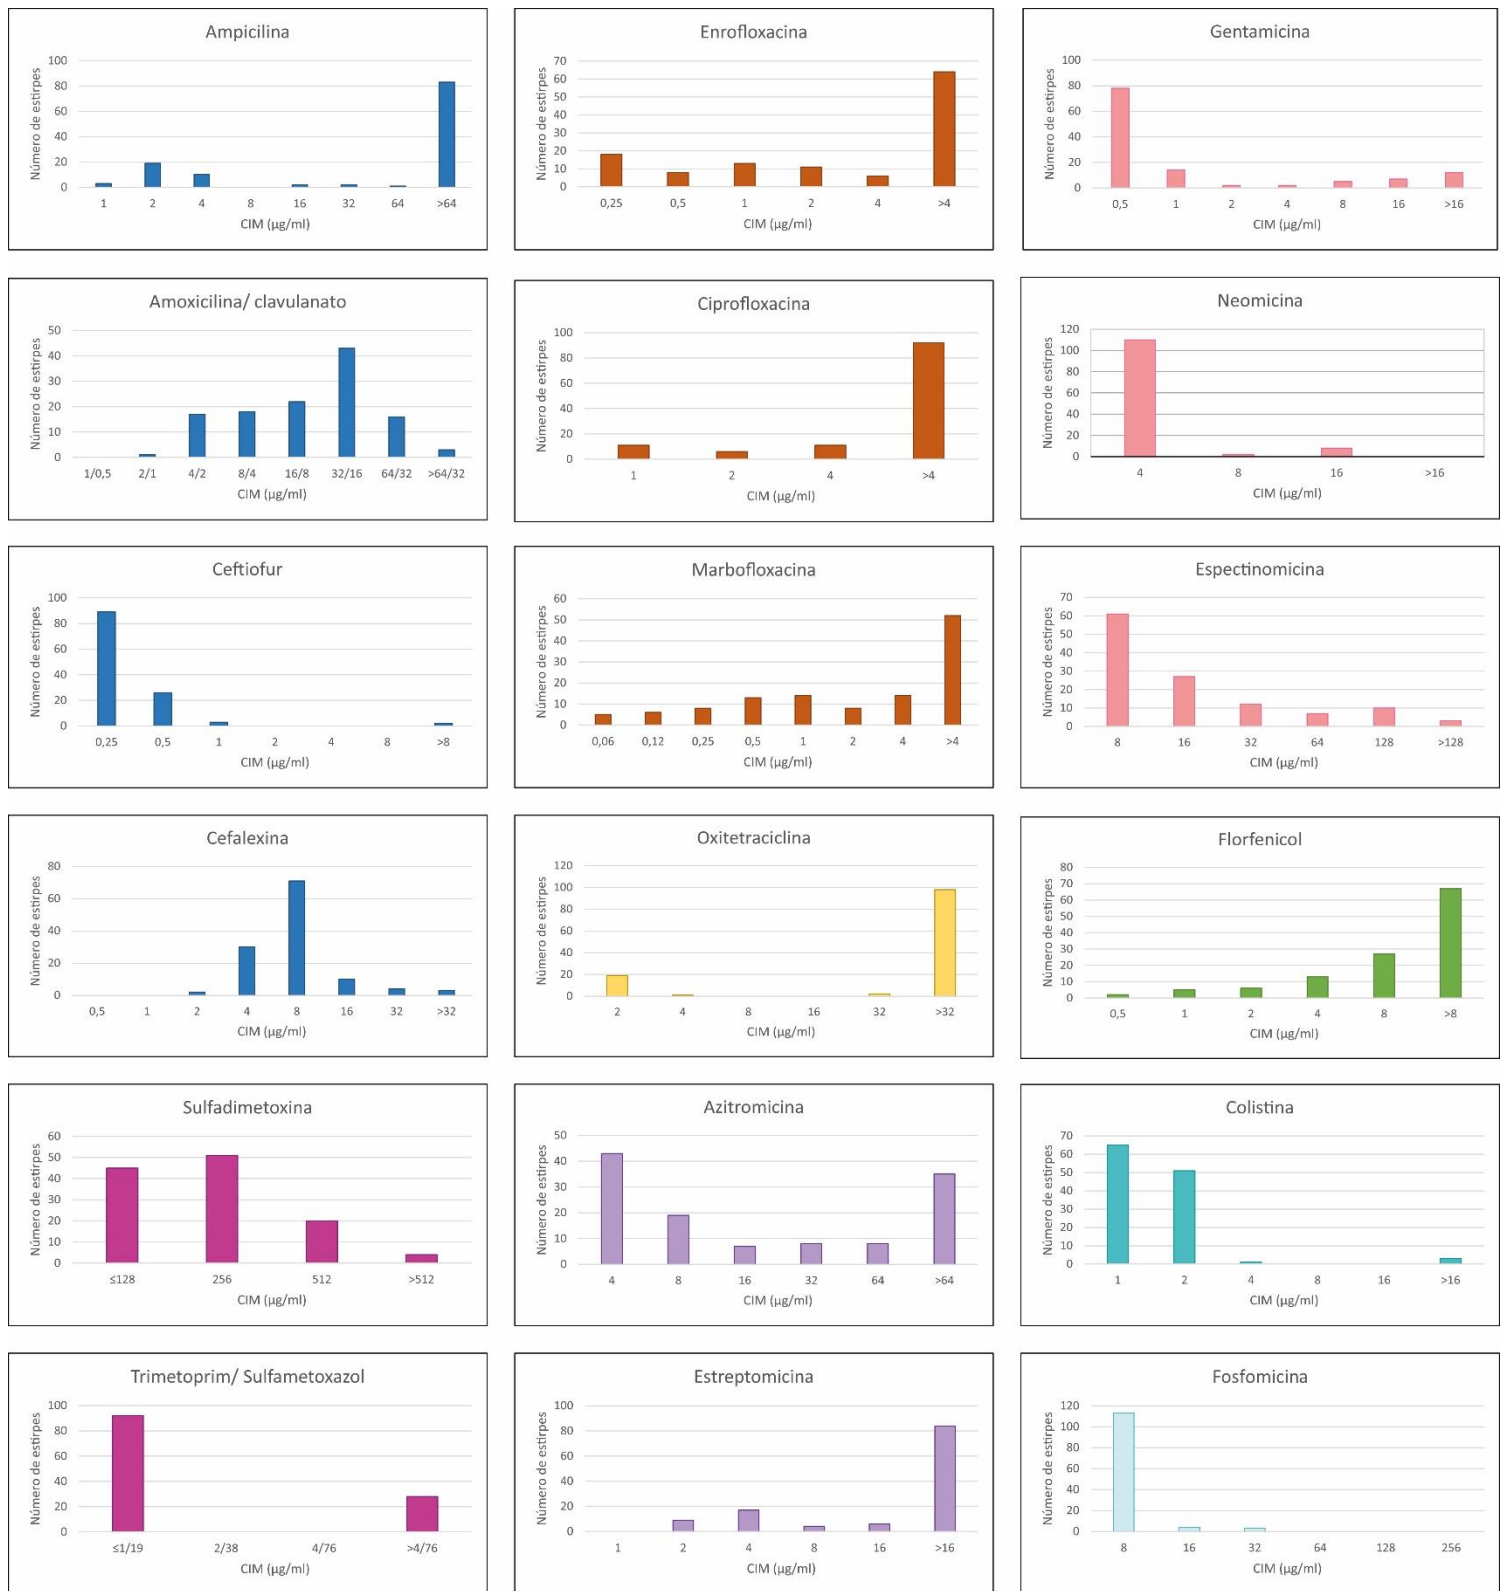 Ampicilina
Número de estirpes
100
80
60
40
20
0
1 2 4 8 16 32 64 >64
CIM (µg/ml)
Enrofloxacina
Número de estirpes
70
60
50
40
30
20
10
0
0,25 0,5 1 2 4 >4
CIM (µg/ml)
Gentamicina
Número de estirpes
100
80
60
40
20
0
0,5 1 2 4 8 16 >16
CIM (µg/ml)
Amoxicilina/ clavulanato
Número de estirpes
50
40
30
20
10
0
1/0,5 2/1 4/2 8/4 16/8 32/16 64/32 >64/32
CIM (µg/ml)
Ciprofloxacina
Número de estirpes
100
80
60
40
20
0
1 2 4 >4
CIM (µg/ml)
Neomicina
Número de estirpes
120
100
80
60
40
20
0
4 8 16 >16
CIM (µg/ml)
Ceftiofur
Número de estirpes
100
80
60
40
20
0
0,25 0,5 1 2 4 8 >8
CIM (µg/ml)
Marbofloxacina
Número de estirpes
60
50
40
30
20
10
0
0,06 0,12 0,25 0,5 1 2 4 >4
CIM (µg/ml)
Espectinomicina
Número de estirpes
70
60
50
40
30
20
10
0
8 16 32 64 128 >128
CIM (µg/ml)
Cefalexina
Número de estirpes
80
60
40
20
0
0,5 1 2 4 8 16 32 >32
CIM (µg/ml)
Oxitetraciclina
Número de estirpes
120
100
80
60
40
20
0
2 4 8 16 32 >32
CIM (µg/ml)
Florfenicol
Número de estirpes
80
70
60
50
40
30
20
10
0
0,5 1 2 4 8 >8
CIM (µg/ml)
Sulfadimetoxina
Número de estirpes
60
50
40
30
20
10
0
≤128 256 512 >512
CIM (µg/ml)
Azitromicina
Número de estirpes
50
40
30
20
10
0
4 8 16 32 64 >64
CIM (µg/ml)
Colistina
Número de estirpes
70
60
50
40
30
20
10
0
1 2 4 8 16 >16
CIM (µg/ml)
Trimetoprim/ Sulfametoxazol
Número de estirpes
100
80
60
40
20
0
≤1/19 2/38 4/76 >4/76
CIM (µg/ml)
Estreptomicina
Número de estirpes
100
80
60
40
20
0
1 2 4 8 16 >16
CIM (µg/ml)
Fosfomicina
Número de estirpes
120
100
80
60
40
20
0
8 16 32 64 128 256
CIM (µg/ml)